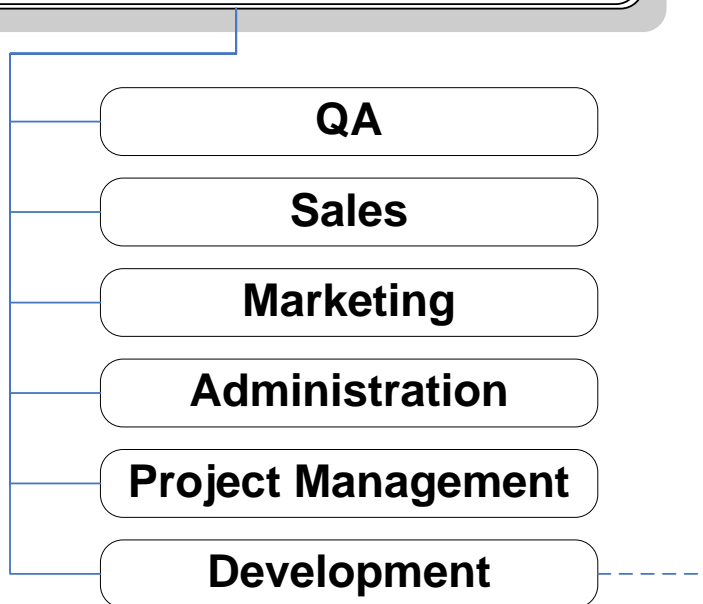 QA
Sales
Marketing
Administration
Project Management
Development